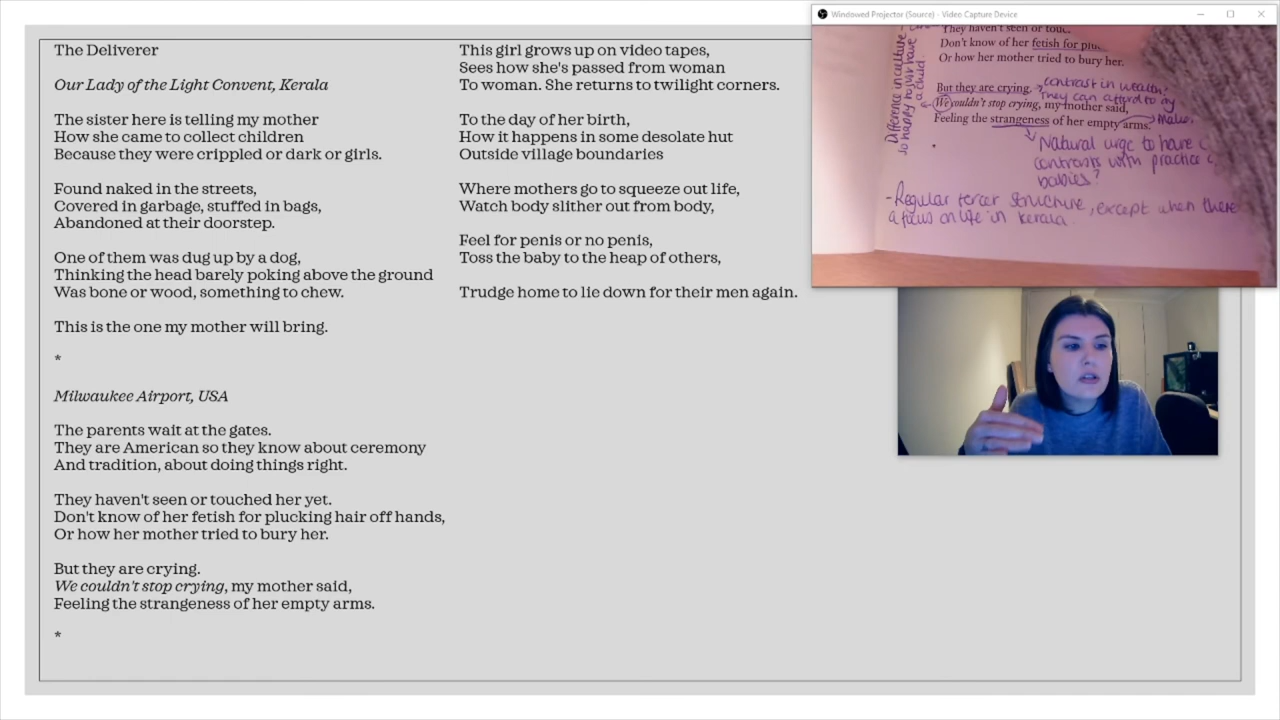 The Deliverer
Our Lady of the Light Convent, Kerala
The sister here is telling my mother
How she came to collect children
Because they were crippled or dark or girls.
Found naked in the streets,
Covered in garbage, stuffed in bags,
Abandoned at their doorstep.
One of them was dug up by a dog,
Thinking the head barely poking above the ground
Was bone or wood, something to chew.
This is the one my mother will bring.
*
Milwaukee Airport, USA
The parents wait at the gates.
They are American so they know about ceremony
And tradition, about doing things right.
They haven't seen or touched her yet.
Don't know of her fetish for plucking hair off hands,
Or how her mother tried to bury her.
But they are crying.
We couldn't stop crying, my mother said,
Feeling the strangeness of her empty arms.
*
This girl grows up on video tapes,
Sees how she's passed from woman
To woman. She returns to twilight corners.
To the day of her birth,
How it happens in some desolate hut
Outside village boundaries
Where mothers go to squeeze out life,
Watch body slither out from body,
Feel for penis or no penis,
Toss the baby to the heap of others,
Trudge home to lie down for their men again.
Windowed Projector (Source) - Video Capture Device
They haven't seen or
Don't know of her fetish for
Or how her mother tried to bury her.
But they are crying.
We couldn't stop crying, my mother said,
Feeling the strangeness of her empty arms.
contrast in wealth?
They can afford to
Difference in culture -
so happy to have
a child.
Natural urge to have
contrasts with practice
babies?
-Regular tercet structure, except when there
a focus on life in Kerala.